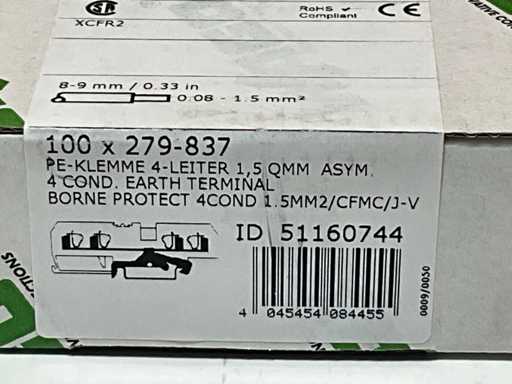 XCFR2
RoHS ✓
Compliant
CE
8-9 mm / 0.33 in
0.08 - 1.5 mm²
100 x 279-837
PE-KLEMME 4-LEITER 1,5 QMM ASYM.
4 COND. EARTH TERMINAL
BORNE PROTECT 4COND 1.5MM2/CFMC/J-V
ID 51160744
4 045454 084455
0009/0050